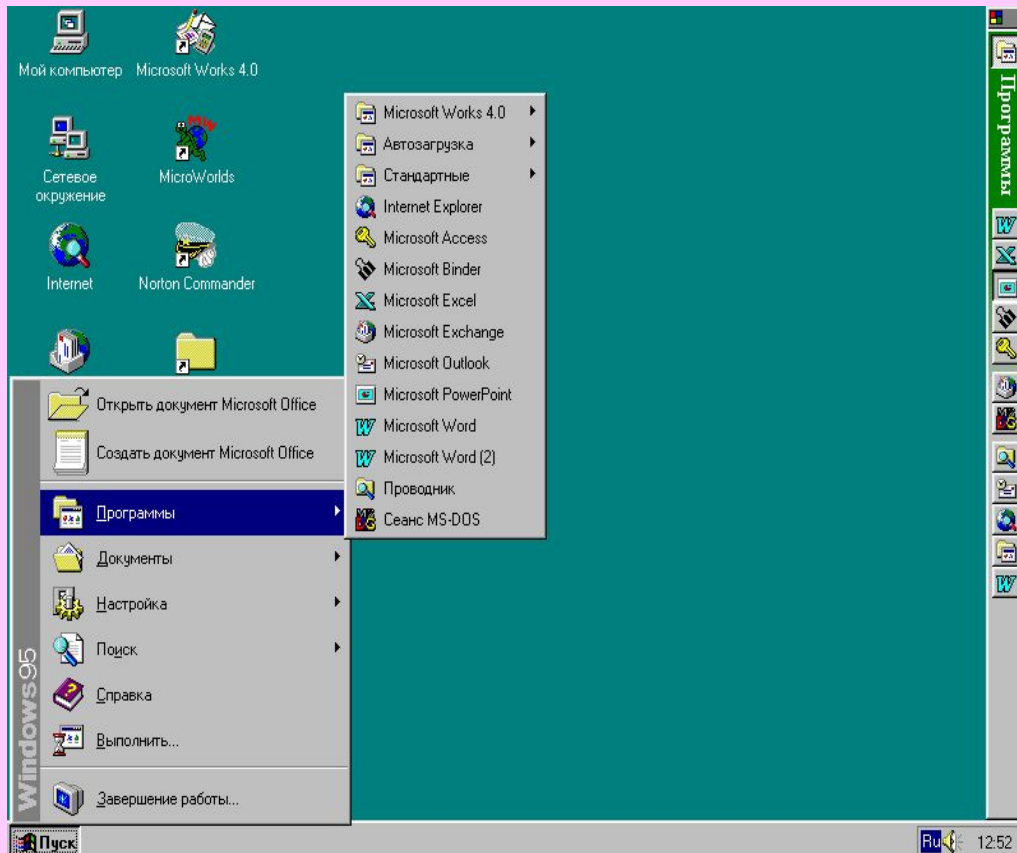 Мой компьютер
Microsoft Works 4.0
Сетевое
окружение
MicroWorlds
Internet
Norton Commander
Открыть документ Microsoft Office
Создать документ Microsoft Office
Программы
Документы
Настройка
Поиск
Справка
Выполнить...
Завершение работы...
Windows95
Microsoft Works 4.0
Автозагрузка
Стандартные
Internet Explorer
Microsoft Access
Microsoft Binder
Microsoft Excel
Microsoft Exchange
Microsoft Outlook
Microsoft PowerPoint
Microsoft Word
Microsoft Word (2)
Проводник
Сеанс MS-DOS
Программы
Пуск
Ru
12:52